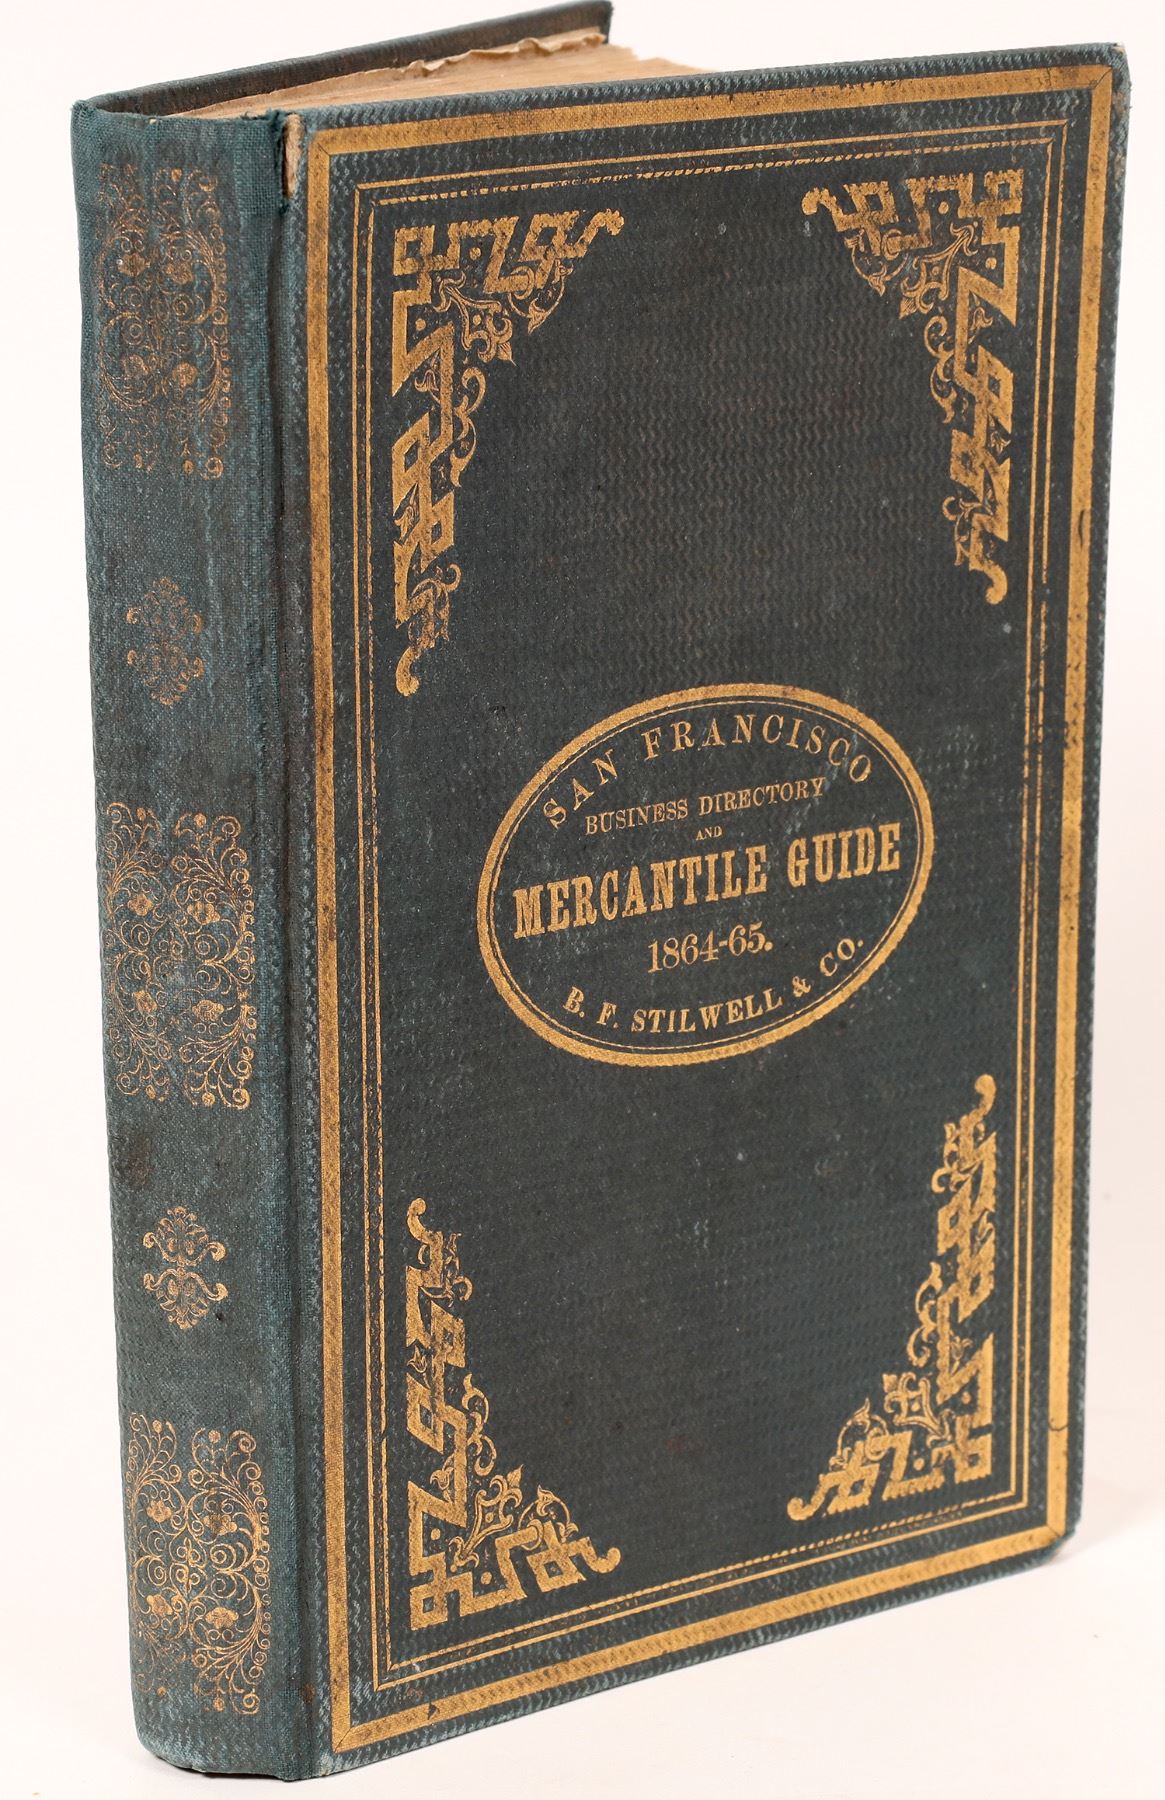 SAN FRANCISCO
BUSINESS DIRECTORY
AND
MERCANTILE GUIDE
1864-65.
B. F. STILWELL & CO.